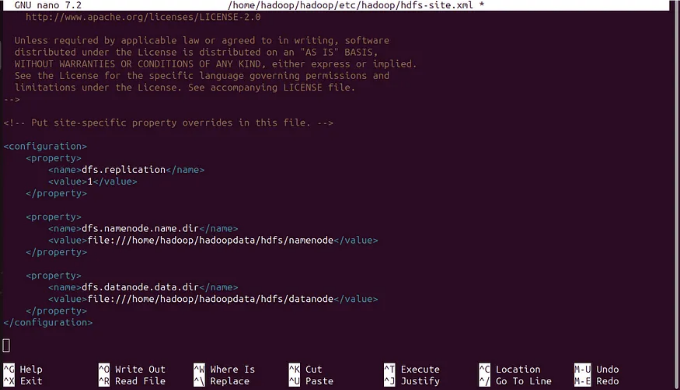 GNU nano 7.2 /home/hadoop/hadoop/etc/hadoop/hdfs-site.xml *
http://www.apache.org/licenses/LICENSE-2.0
Unless required by applicable law or agreed to in writing, software
distributed under the License is distributed on an "AS IS" BASIS,
WITHOUT WARRANTIES OR CONDITIONS OF ANY KIND, either express or implied.
See the License for the specific language governing permissions and
limitations under the License. See accompanying LICENSE file.
-->
<!-- Put site-specific property overrides in this file. -->
<configuration>
<property>
<name>dfs.replication</name>
<value>1</value>
</property>
<property>
<name>dfs.namenode.name.dir</name>
<value>file:///home/hadoop/hadoopdata/hdfs/namenode</value>
</property>
<property>
<name>dfs.datanode.data.dir</name>
<value>file:///home/hadoop/hadoopdata/hdfs/datanode</value>
</property>
</configuration>
^G Help ^O Write Out ^W Where Is ^K Cut ^T Execute ^C Location M-U Undo
^X Exit ^R Read File ^\ Replace ^U Paste ^J Justify ^/ Go To Line M-E Redo